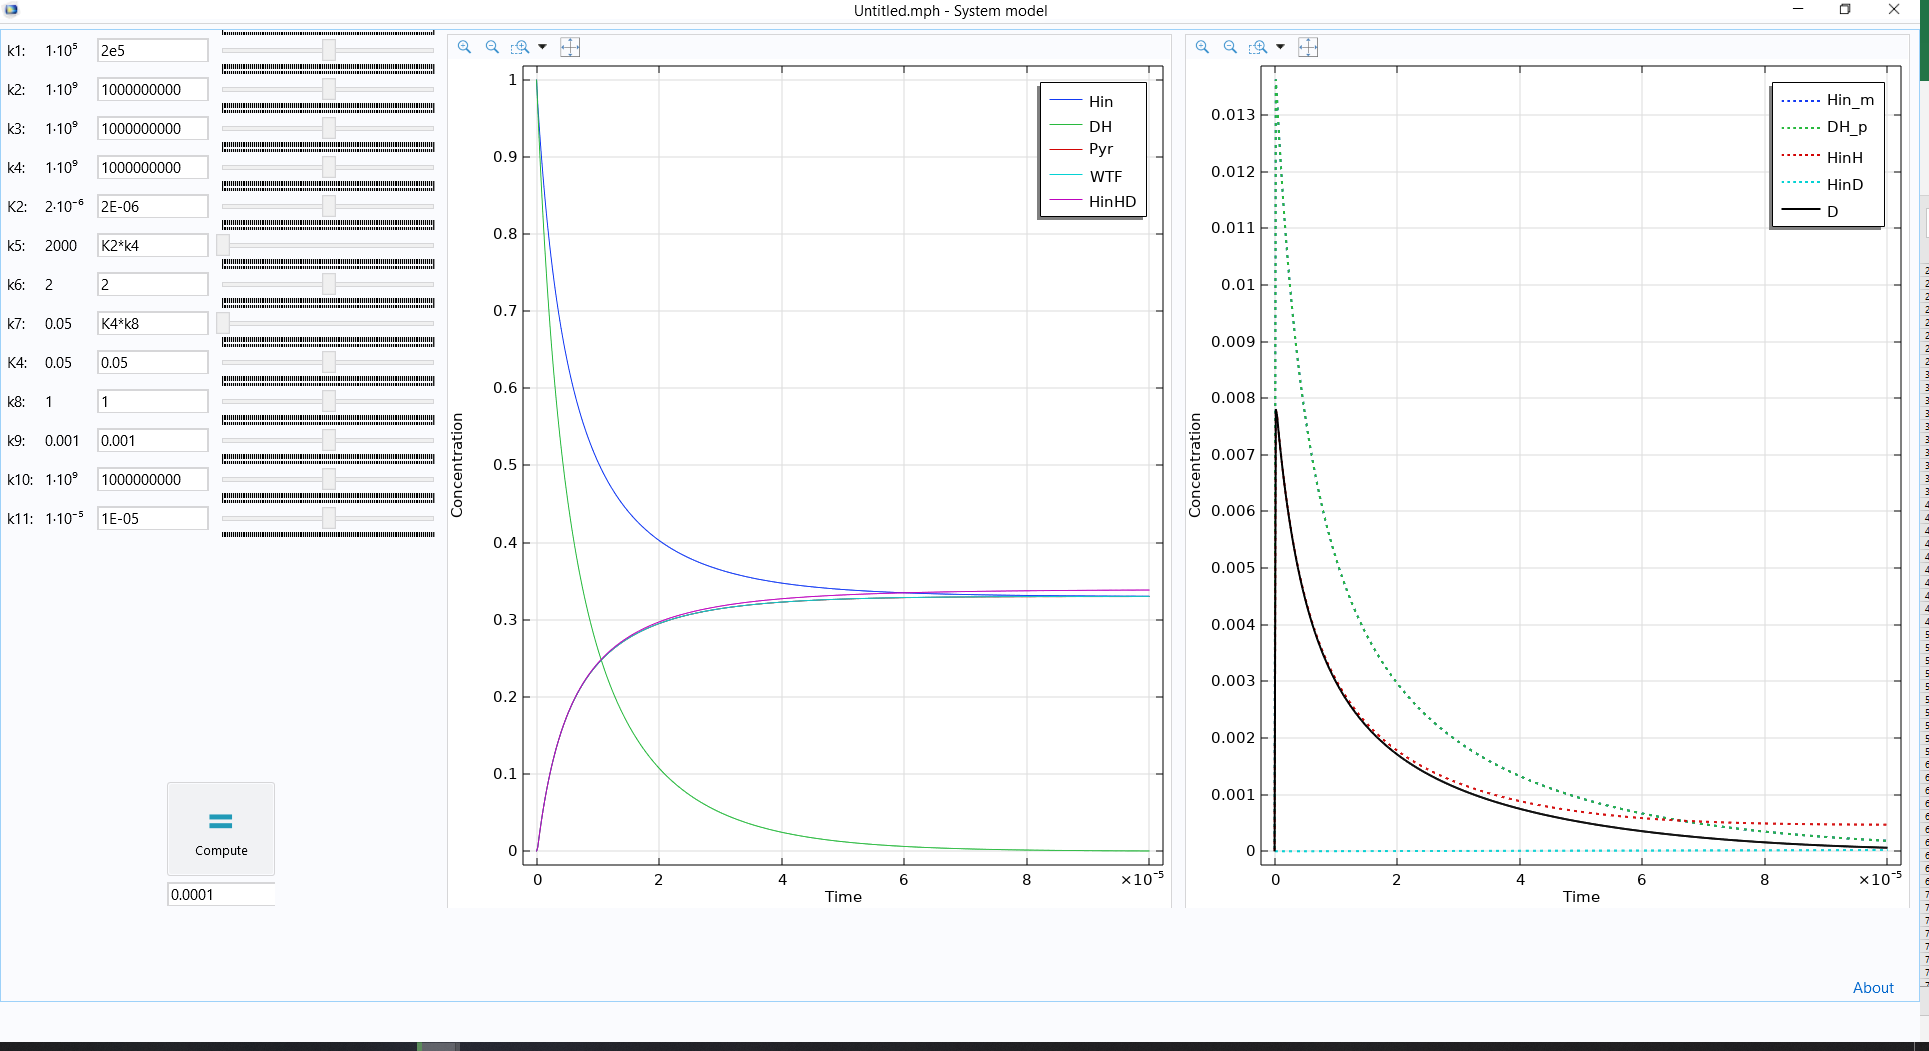 Untitled.mph - System model
k1: 1·10⁵ 2e5
k2: 1·10⁹ 1000000000
k3: 1·10⁹ 1000000000
k4: 1·10⁹ 1000000000
K2: 2·10⁻⁶ 2E-06
k5: 2000 K2*k4
k6: 2 2
k7: 0.05 K4*k8
K4: 0.05 0.05
k8: 1 1
k9: 0.001 0.001
k10: 1·10⁹ 1000000000
k11: 1·10⁻⁵ 1E-05
Compute
0.0001
Concentration
1
0.9
0.8
0.7
0.6
0.5
0.4
0.3
0.2
0.1
0
0 2 4 6 8 ×10⁻⁵
Time
Hin
DH
Pyr
WTF
HinHD
Concentration
0.013
0.012
0.011
0.01
0.009
0.008
0.007
0.006
0.005
0.004
0.003
0.002
0.001
0
0 2 4 6 8 ×10⁻⁵
Time
Hin_m
DH_p
HinH
HinD
D
About